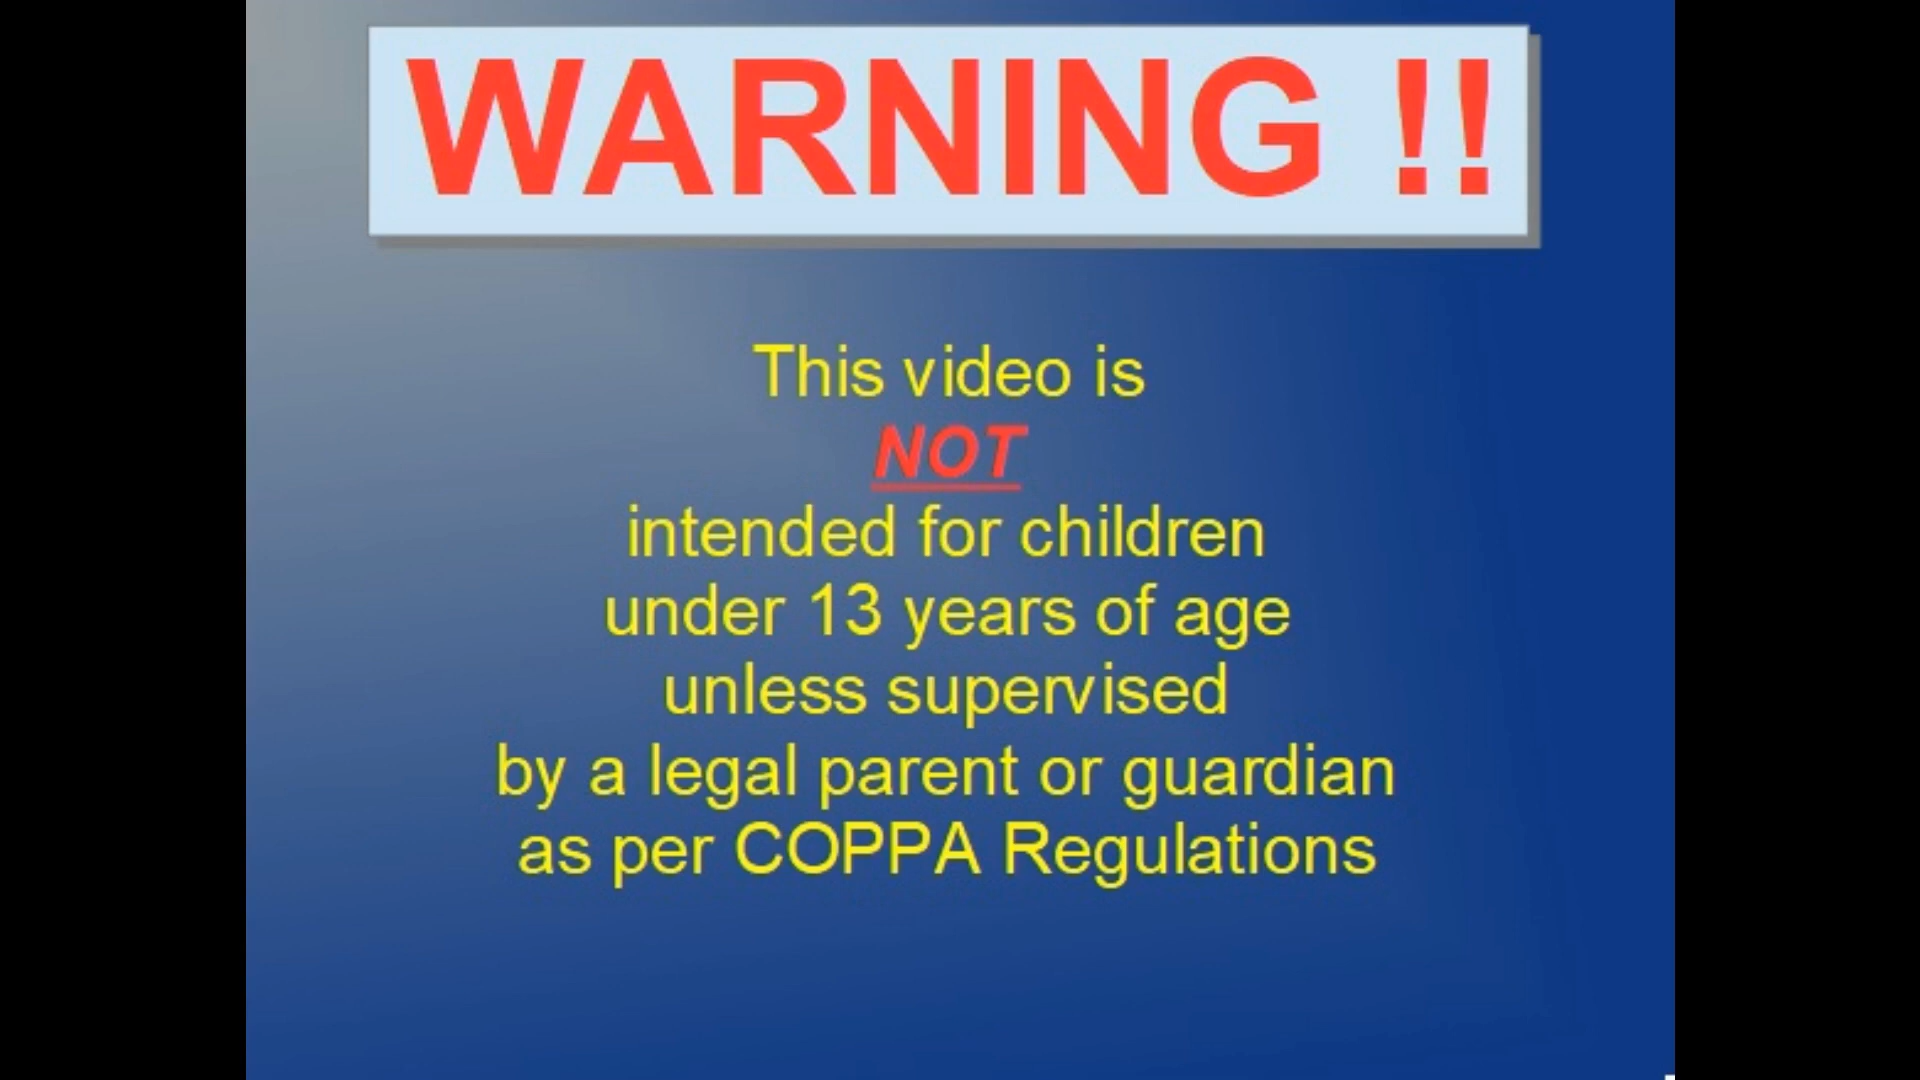 WARNING !!
This video is
NOT
intended for children
under 13 years of age
unless supervised
by a legal parent or guardian
as per COPPA Regulations